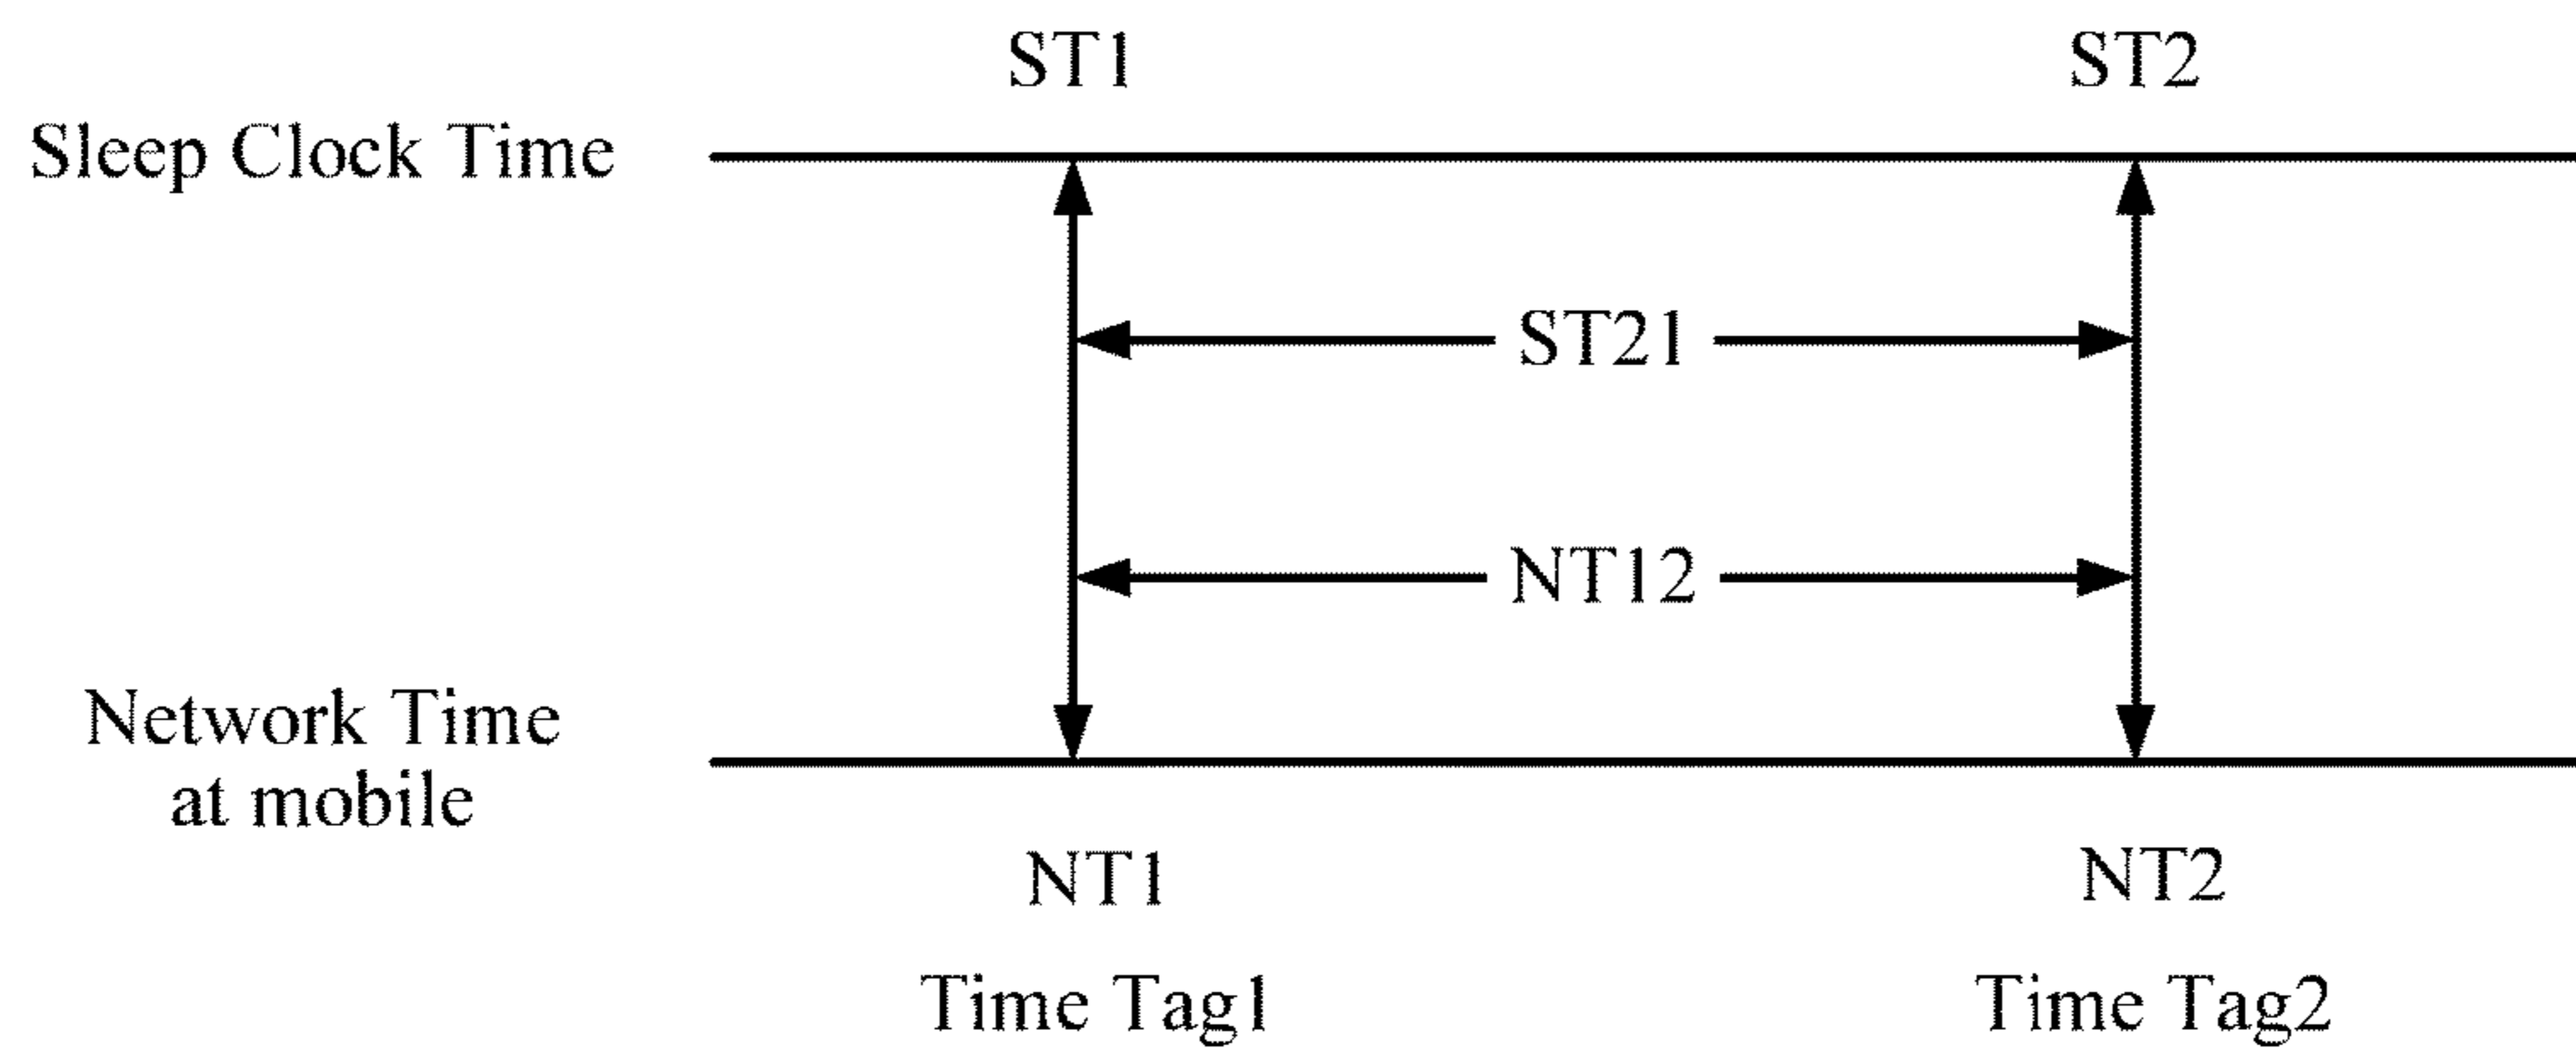 ST1 ST2
Sleep Clock Time
ST21
NT12
Network Time
at mobile
NT1 NT2
Time Tag1 Time Tag2